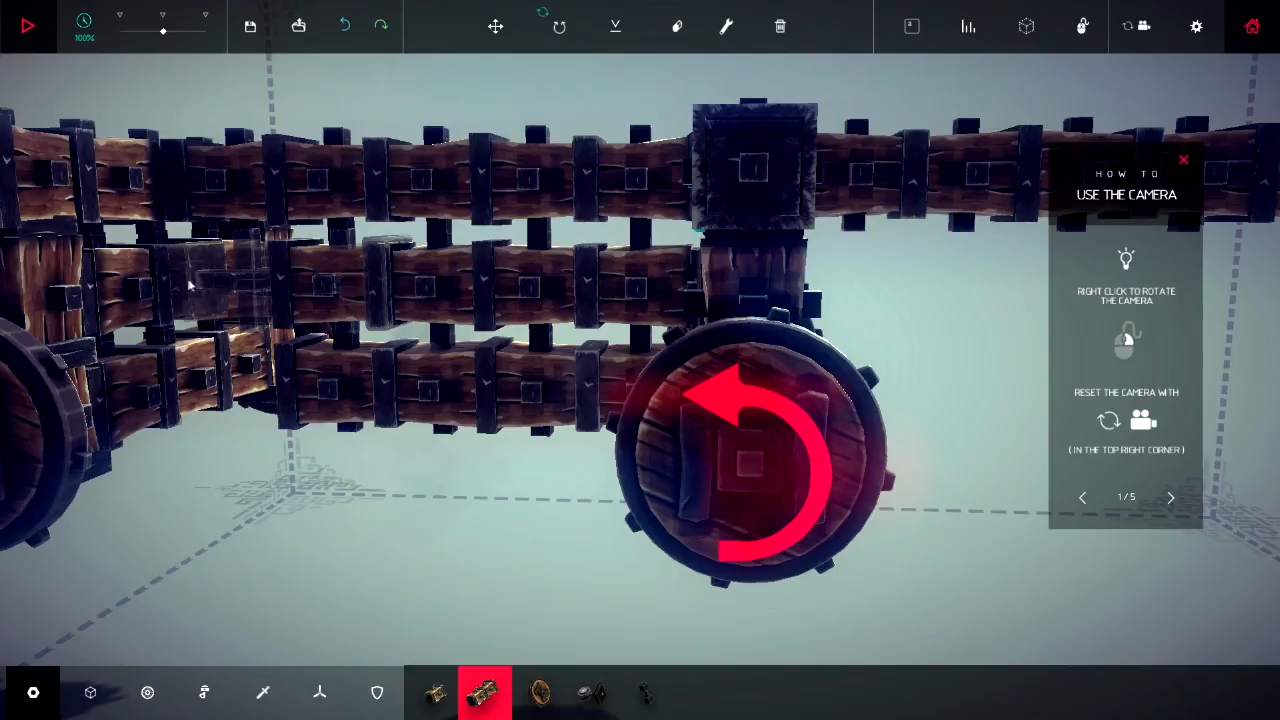 100%
HOW TO
USE THE CAMERA
RIGHT CLICK TO ROTATE
THE CAMERA
RESET THE CAMERA WITH
( IN THE TOP RIGHT CORNER )
1/5